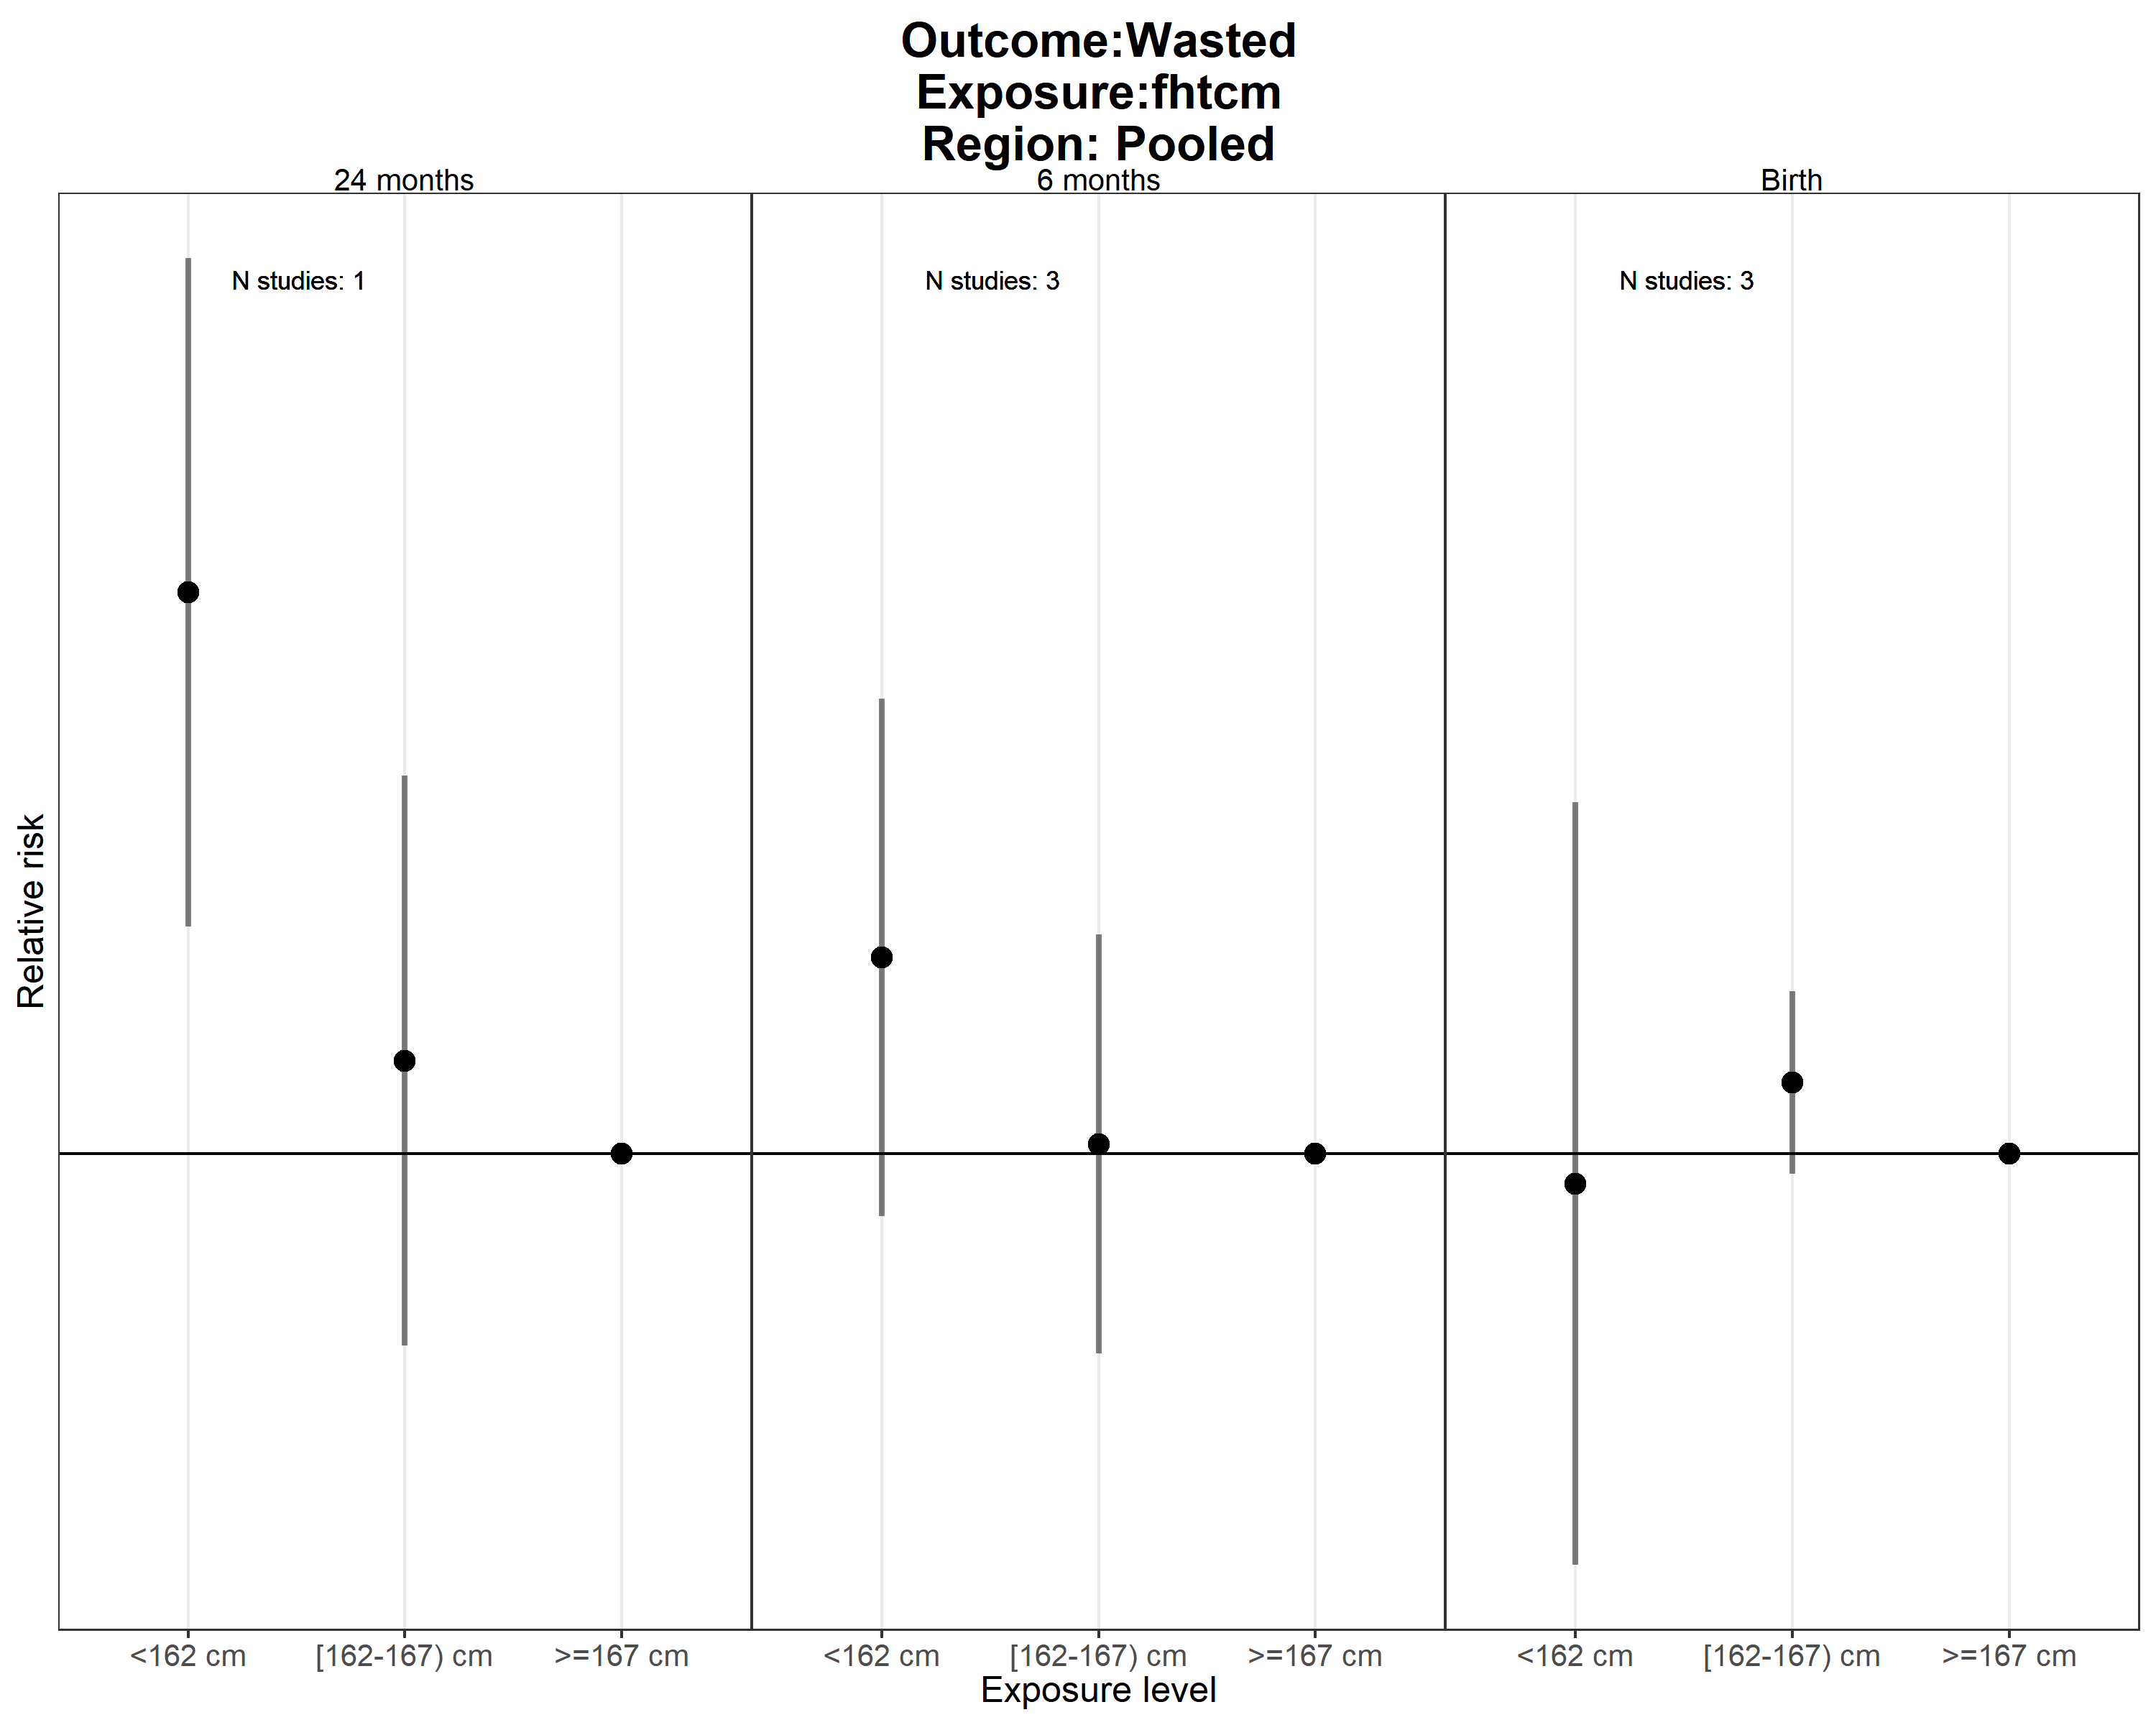 Outcome:Wasted
Exposure:fhtcm
Region: Pooled
24 months
6 months
Birth
N studies: 1
N studies: 3
N studies: 3
Relative risk
<162 cm
[162-167) cm
>=167 cm
<162 cm
[162-167) cm
>=167 cm
<162 cm
[162-167) cm
>=167 cm
Exposure level